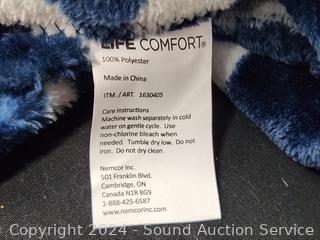 LIFE COMFORT®
100% Polyester
Made in China
ITM. / ART. 1630405
Care Instructions
Machine wash separately in cold
water on gentle cycle. Use
non-chlorine bleach when
needed. Tumble dry low. Do not
iron. Do not dry clean.
Nemcor Inc.
501 Franklin Blvd.
Cambridge, ON
Canada N1R 8G9
1-888-425-6587
www.nemcorinc.com
Copyright 2024 - Sound Auction Service